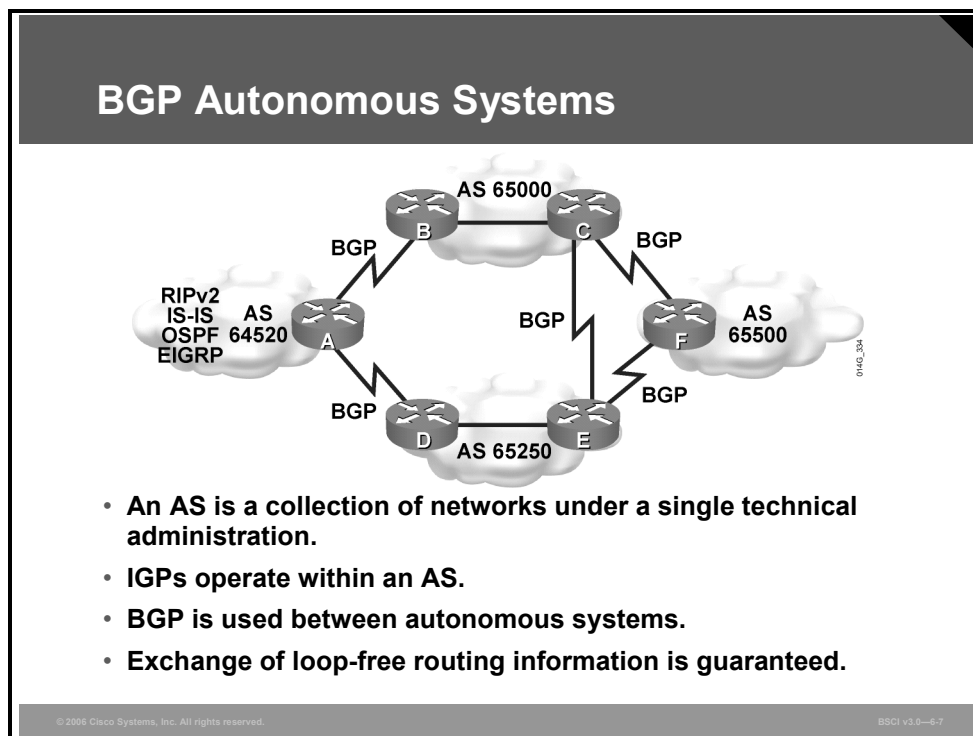 BGP Autonomous Systems
AS 65000
B
C
BGP
BGP
RIPv2
IS-IS
OSPF
EIGRP
AS
64520
A
BGP
F
AS
65500
BGP
BGP
D
E
AS 65250
014G_334
• An AS is a collection of networks under a single technical
administration.
• IGPs operate within an AS.
• BGP is used between autonomous systems.
• Exchange of loop-free routing information is guaranteed.
© 2006 Cisco Systems, Inc. All rights reserved.
BSCI v3.0—6-7